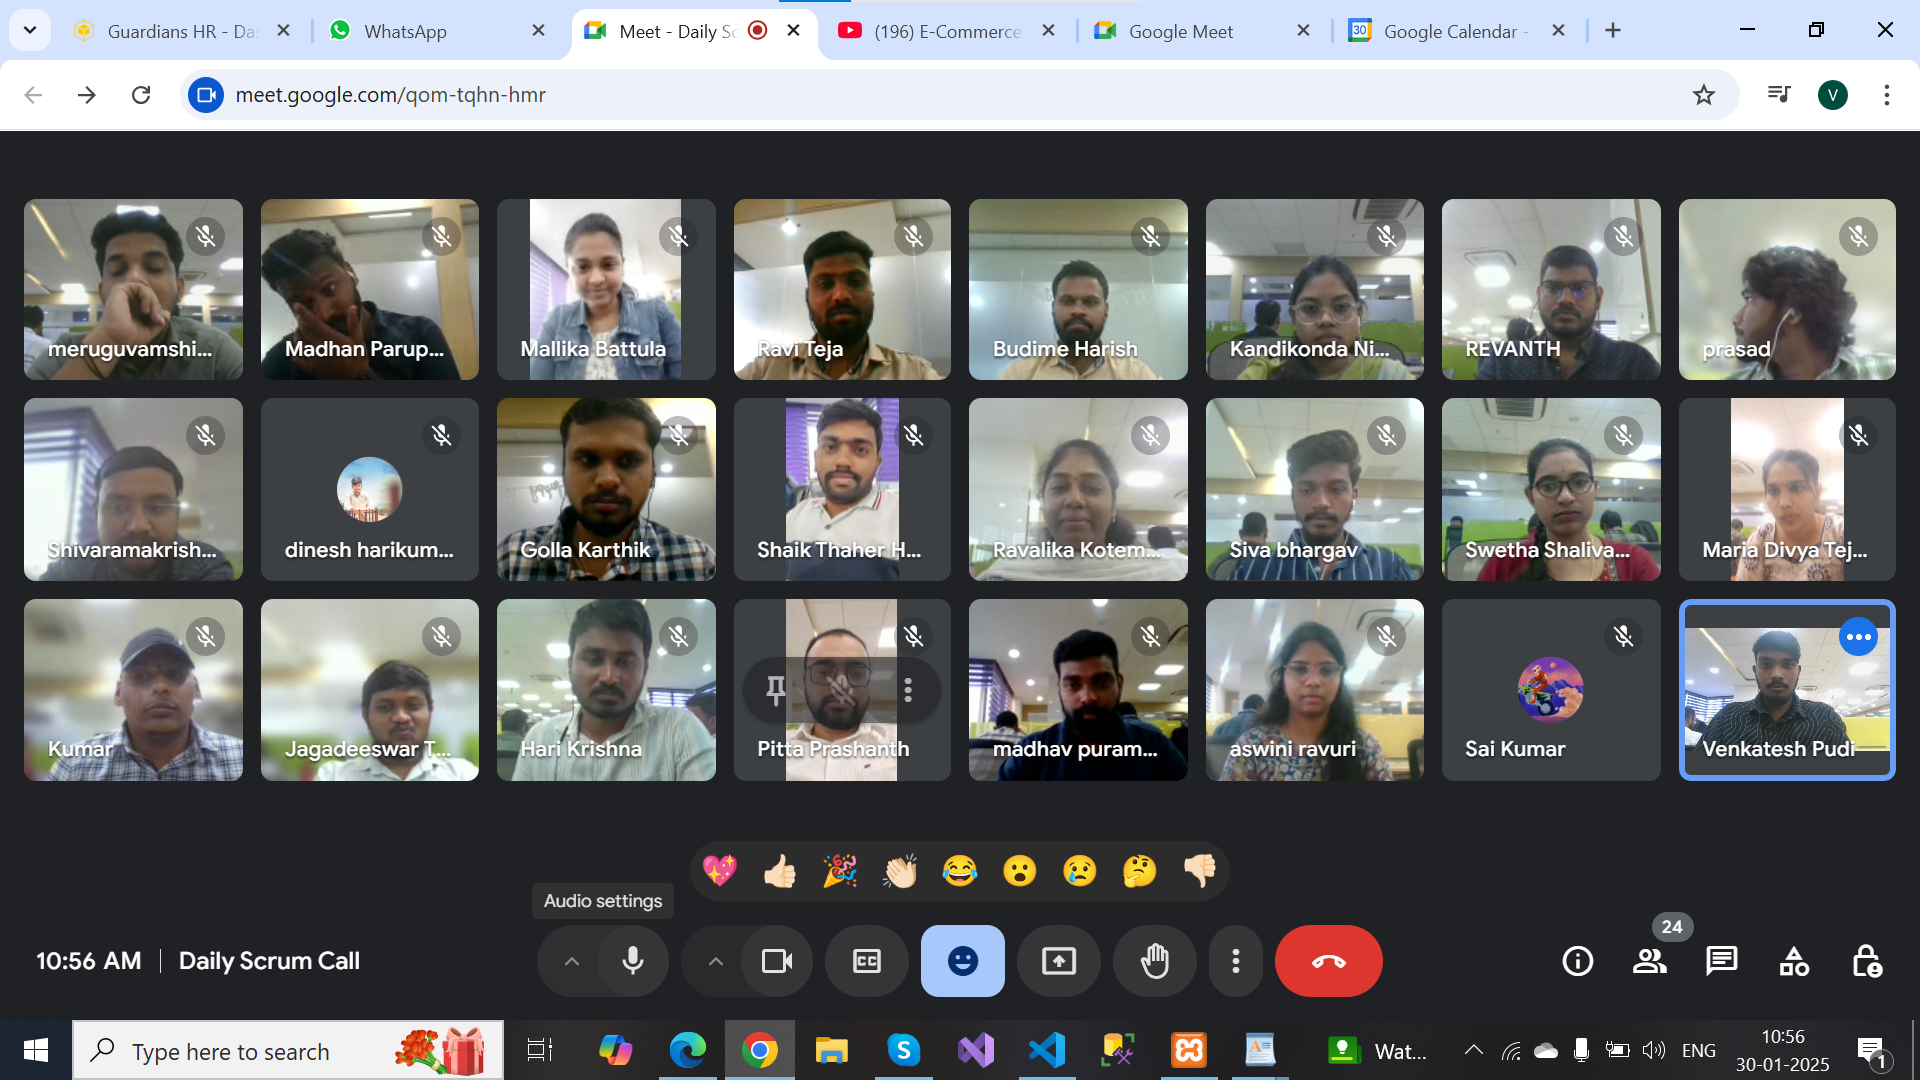 Guardians HR - Da
WhatsApp
Meet - Daily Sc
(196) E-Commerce
Google Meet
30
Google Calendar -
meet.google.com/qom-tqhn-hmr
V
meruguvamshi...
Madhan Parup...
Mallika Battula
Ravi Teja
Budime Harish
Kandikonda Ni...
REVANTH
prasad
Shivaramakrish...
dinesh harikum...
Golla Karthik
Shaik Thaher H...
Ravalika Kotem...
Siva bhargav
Swetha Shaliva...
Maria Divya Tej...
Kumar
Jagadeeswar T...
Hari Krishna
Pitta Prashanth
madhav puram...
aswini ravuri
Sai Kumar
Venkatesh Pudi
Audio settings
24
10:56 AM
Daily Scrum Call
CC
Type here to search
Wat...
ENG
10:56
30-01-2025
1